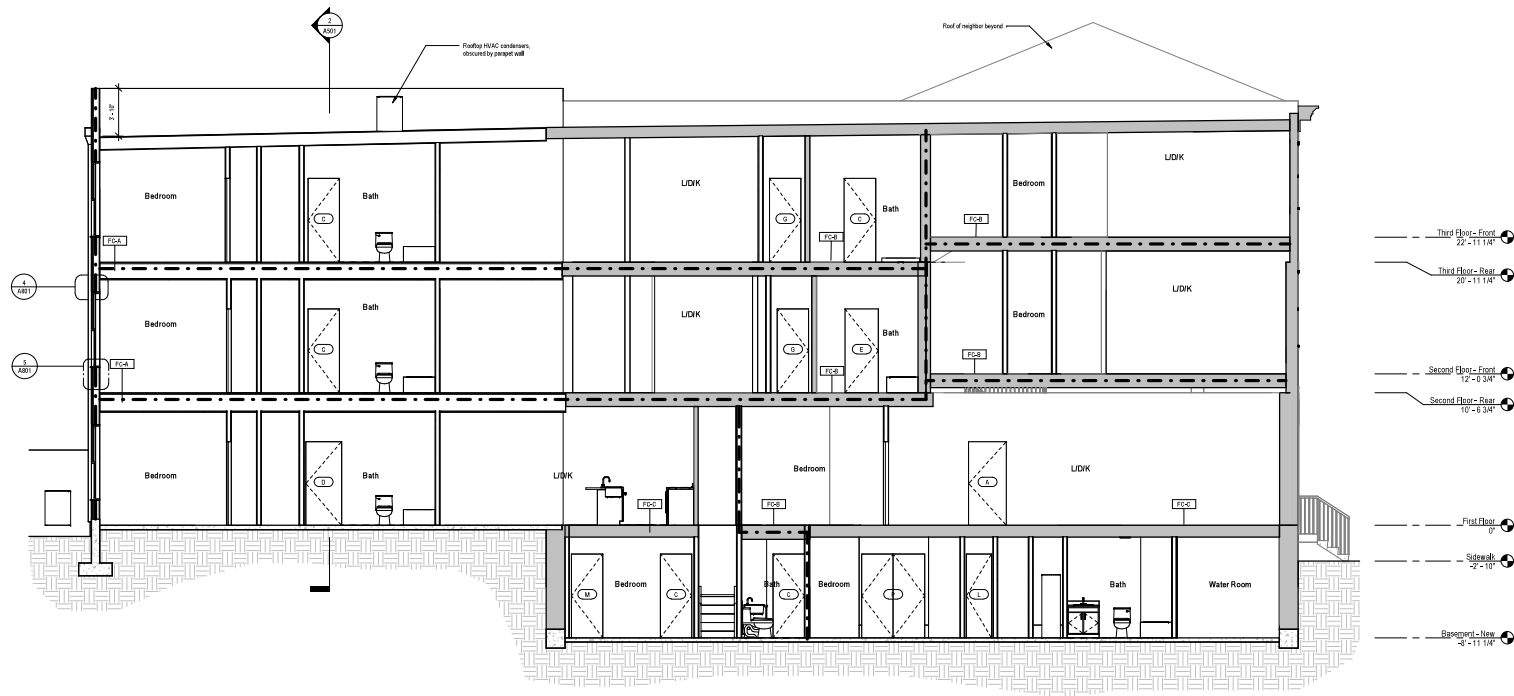 2
A501
Rooftop HVAC condensers,
obscured by parapet wall
Roof of neighbor beyond
3' - 10"
L/D/K
L/D/K
Bedroom
Bath
Bedroom
Bath
C
G
C
FC-B
FC-B
FC-A
Third Floor - Front
22' - 11 1/4"
Third Floor - Rear
20' - 11 1/4"
4
A801
L/D/K
Bath
L/D/K
Bedroom
Bedroom
Bath
C
G
E
FC-B
FC-B
5
A801
FC-A
Second Floor - Front
12' - 0 3/4"
Second Floor - Rear
10' - 6 3/4"
Bedroom
Bath
L/D/K
Bedroom
L/D/K
D
A
FC-C
FC-B
FC-C
First Floor
0"
Sidewalk
-2' - 10"
Bedroom
Bath
Bedroom
Bath
Water Room
M
C
C
P
L
Basement - New
-8' - 11 1/4"